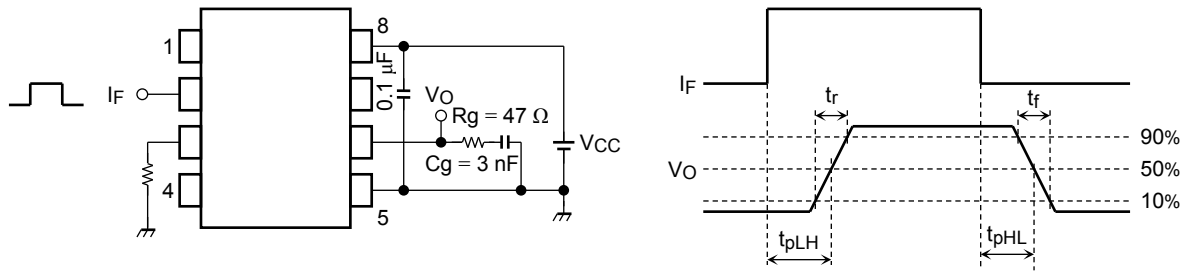 1
8
0.1 μF
IF
VO
Rg = 47 Ω
Cg = 3 nF
VCC
4
5
IF
tr
tf
90%
VO
50%
10%
tpLH
tpHL